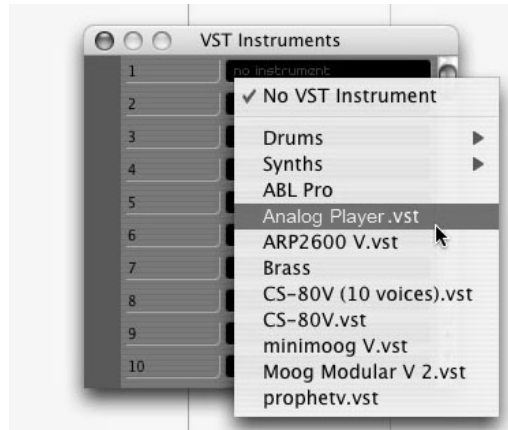 VST Instruments
1
no instrument
2
3
4
5
6
7
8
9
10
✓ No VST Instrument
Drums
Synths
ABL Pro
Analog Player.vst
ARP2600 V.vst
Brass
CS-80V (10 voices).vst
CS-80V.vst
minimoog V.vst
Moog Modular V 2.vst
prophetv.vst